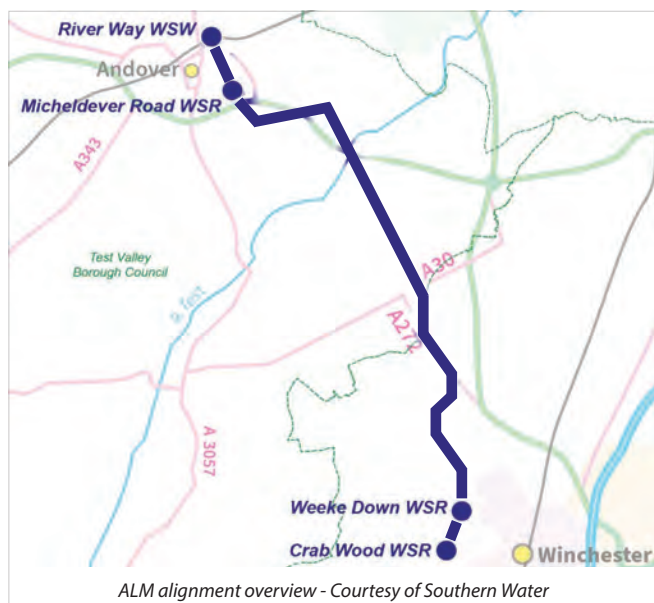 River Way WSW
Andover
Micheldever Road WSR
A343
Test Valley
Borough Council
R. Test
A30
A272
A 3057
Weeke Down WSR
Crab Wood WSR
Winchester
ALM alignment overview - Courtesy of Southern Water